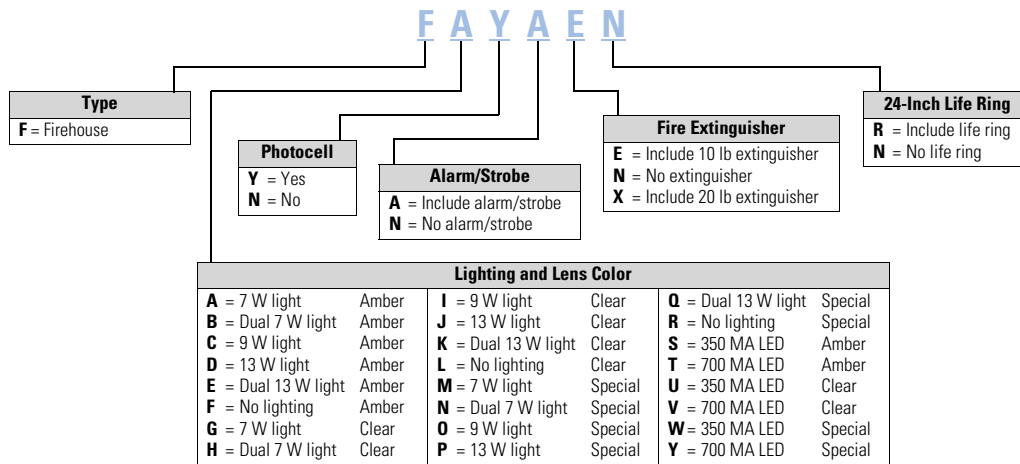 F A Y A E N
Type
F = Firehouse
Photocell
Y = Yes
N = No
Alarm/Strobe
A = Include alarm/strobe
N = No alarm/strobe
Fire Extinguisher
E = Include 10 lb extinguisher
N = No extinguisher
X = Include 20 lb extinguisher
24-Inch Life Ring
R = Include life ring
N = No life ring
Lighting and Lens Color
A = 7 W light Amber
B = Dual 7 W light Amber
C = 9 W light Amber
D = 13 W light Amber
E = Dual 13 W light Amber
F = No lighting Amber
G = 7 W light Clear
H = Dual 7 W light Clear
I = 9 W light Clear
J = 13 W light Clear
K = Dual 13 W light Clear
L = No lighting Clear
M = 7 W light Special
N = Dual 7 W light Special
O = 9 W light Special
P = 13 W light Special
Q = Dual 13 W light Special
R = No lighting Special
S = 350 MA LED Amber
T = 700 MA LED Amber
U = 350 MA LED Clear
V = 700 MA LED Clear
W = 350 MA LED Special
Y = 700 MA LED Special